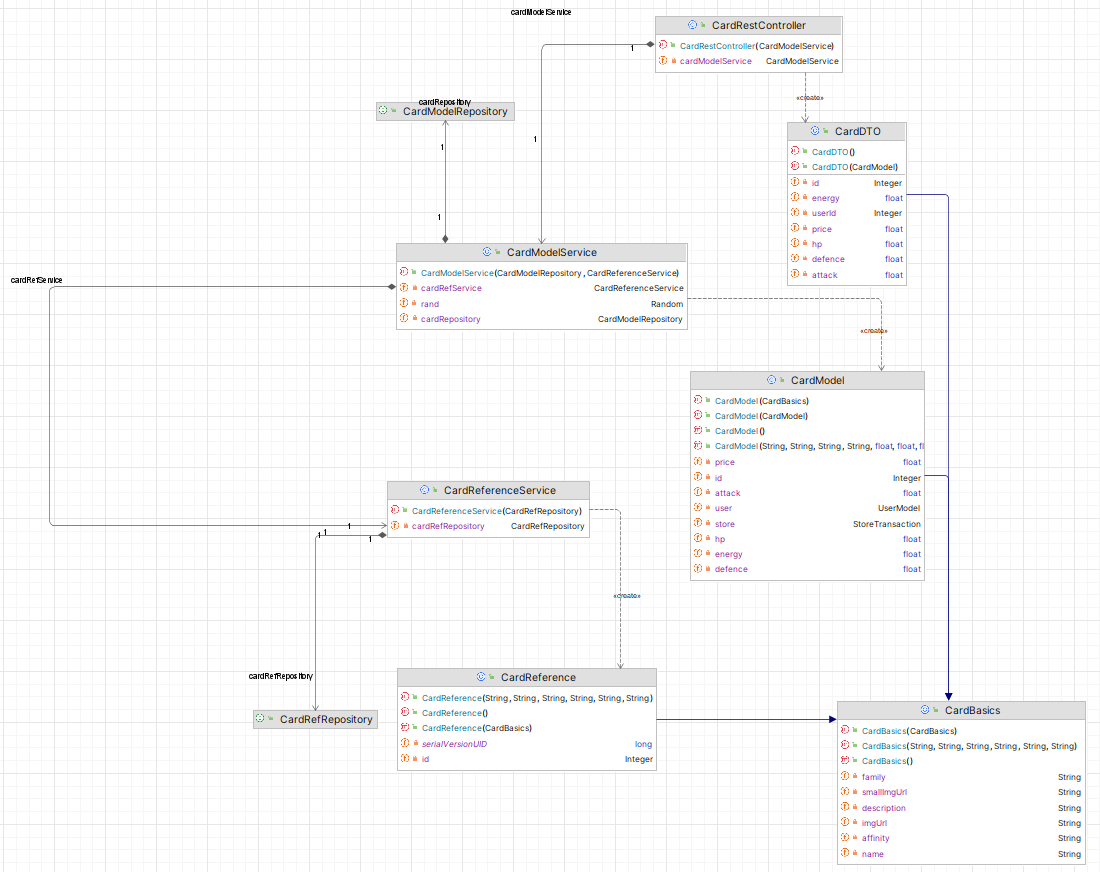 cardModelService
CardRestController
CardRestController(CardModelService)
cardModelService CardModelService
1
«create»
cardRepository
CardModelRepository
1
1
1
CardDTO
CardDTO()
CardDTO(CardModel)
id Integer
energy float
userId Integer
price float
hp float
defence float
attack float
CardModelService
CardModelService(CardModelRepository, CardReferenceService)
cardRefService CardReferenceService
rand Random
cardRepository CardModelRepository
cardRefService
«create»
CardModel
CardModel(CardBasics)
CardModel(CardModel)
CardModel()
CardModel(String, String, String, String, float, float, fl
price float
id Integer
attack float
user UserModel
store StoreTransaction
hp float
energy float
defence float
CardReferenceService
CardReferenceService(CardRefRepository)
cardRefRepository CardRefRepository
1
1
1
«create»
cardRefRepository
CardRefRepository
CardReference
CardReference(String, String, String, String, String, String)
CardReference()
CardReference(CardBasics)
serialVersionUID long
id Integer
CardBasics
CardBasics(CardBasics)
CardBasics(String, String, String, String, String, String)
CardBasics()
family String
smallImgUrl String
description String
imgUrl String
affinity String
name String